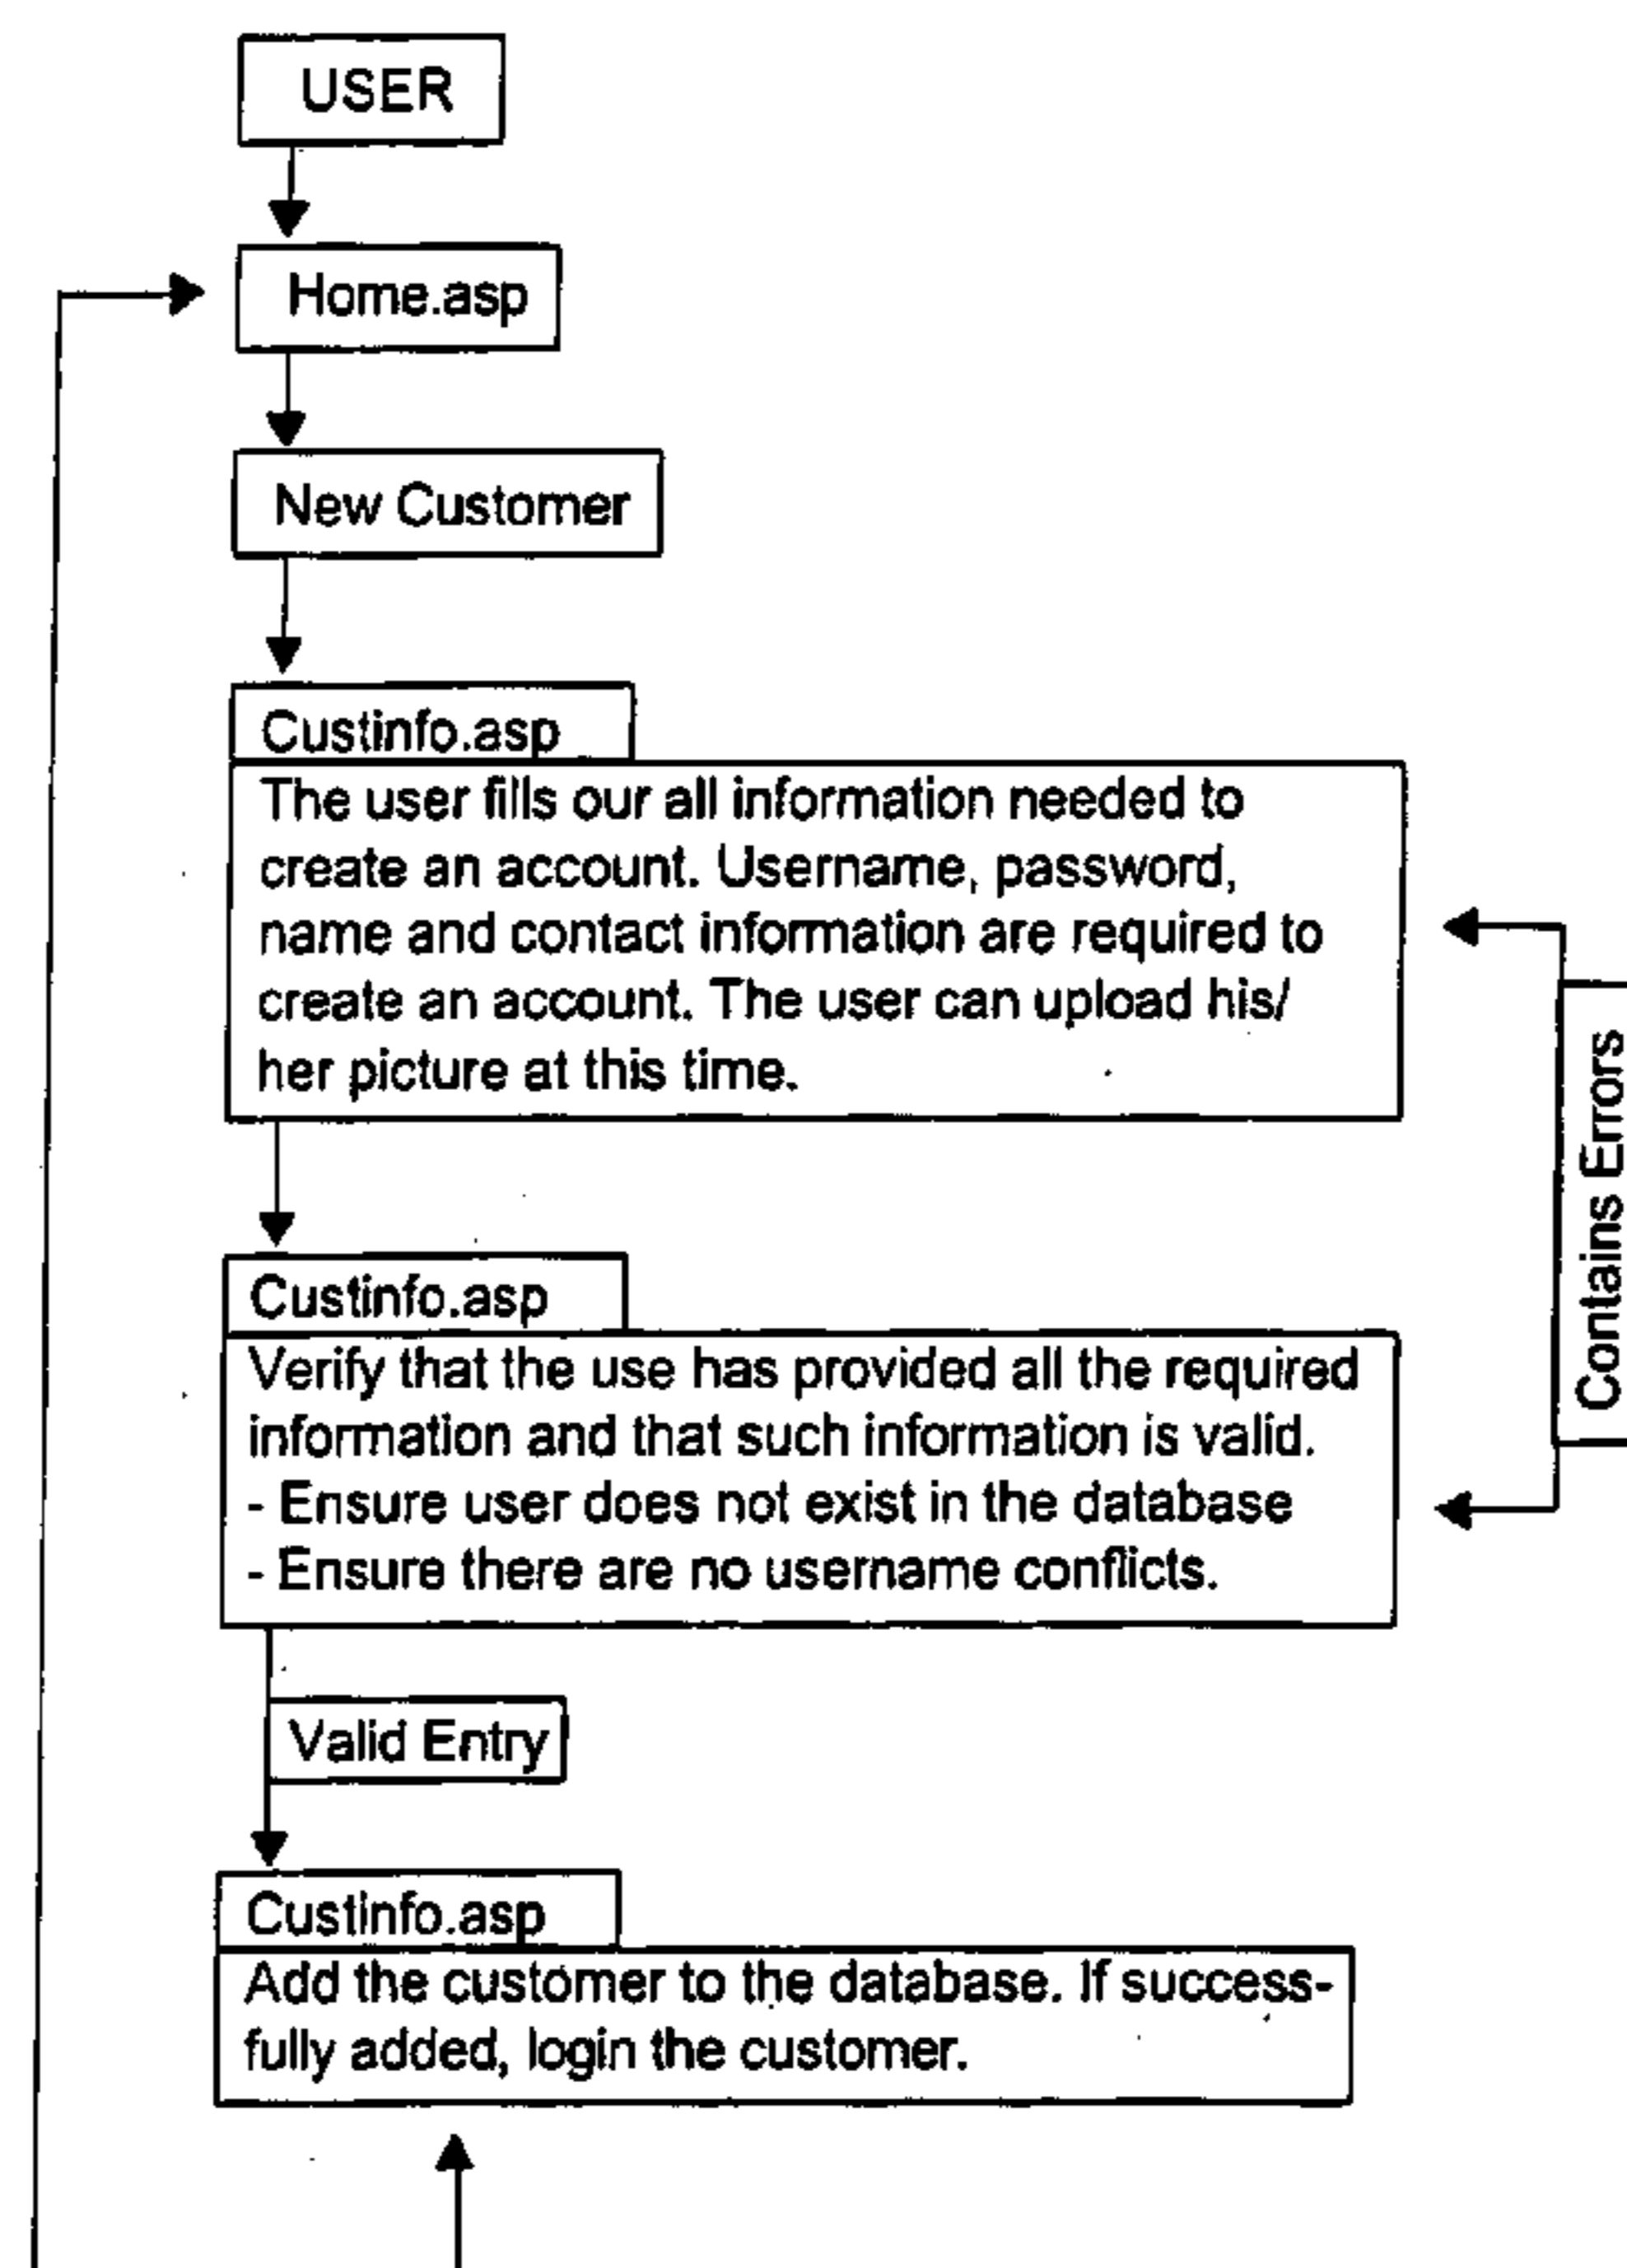 USER
Home.asp
New Customer
Custinfo.asp
The user fills our all information needed to
create an account. Username, password,
name and contact information are required to
create an account. The user can upload his/
her picture at this time.
Contains Errors
Custinfo.asp
Verify that the use has provided all the required
information and that such information is valid.
- Ensure user does not exist in the database
- Ensure there are no username conflicts.
Valid Entry
Custinfo.asp
Add the customer to the database. If success-
fully added, login the customer.